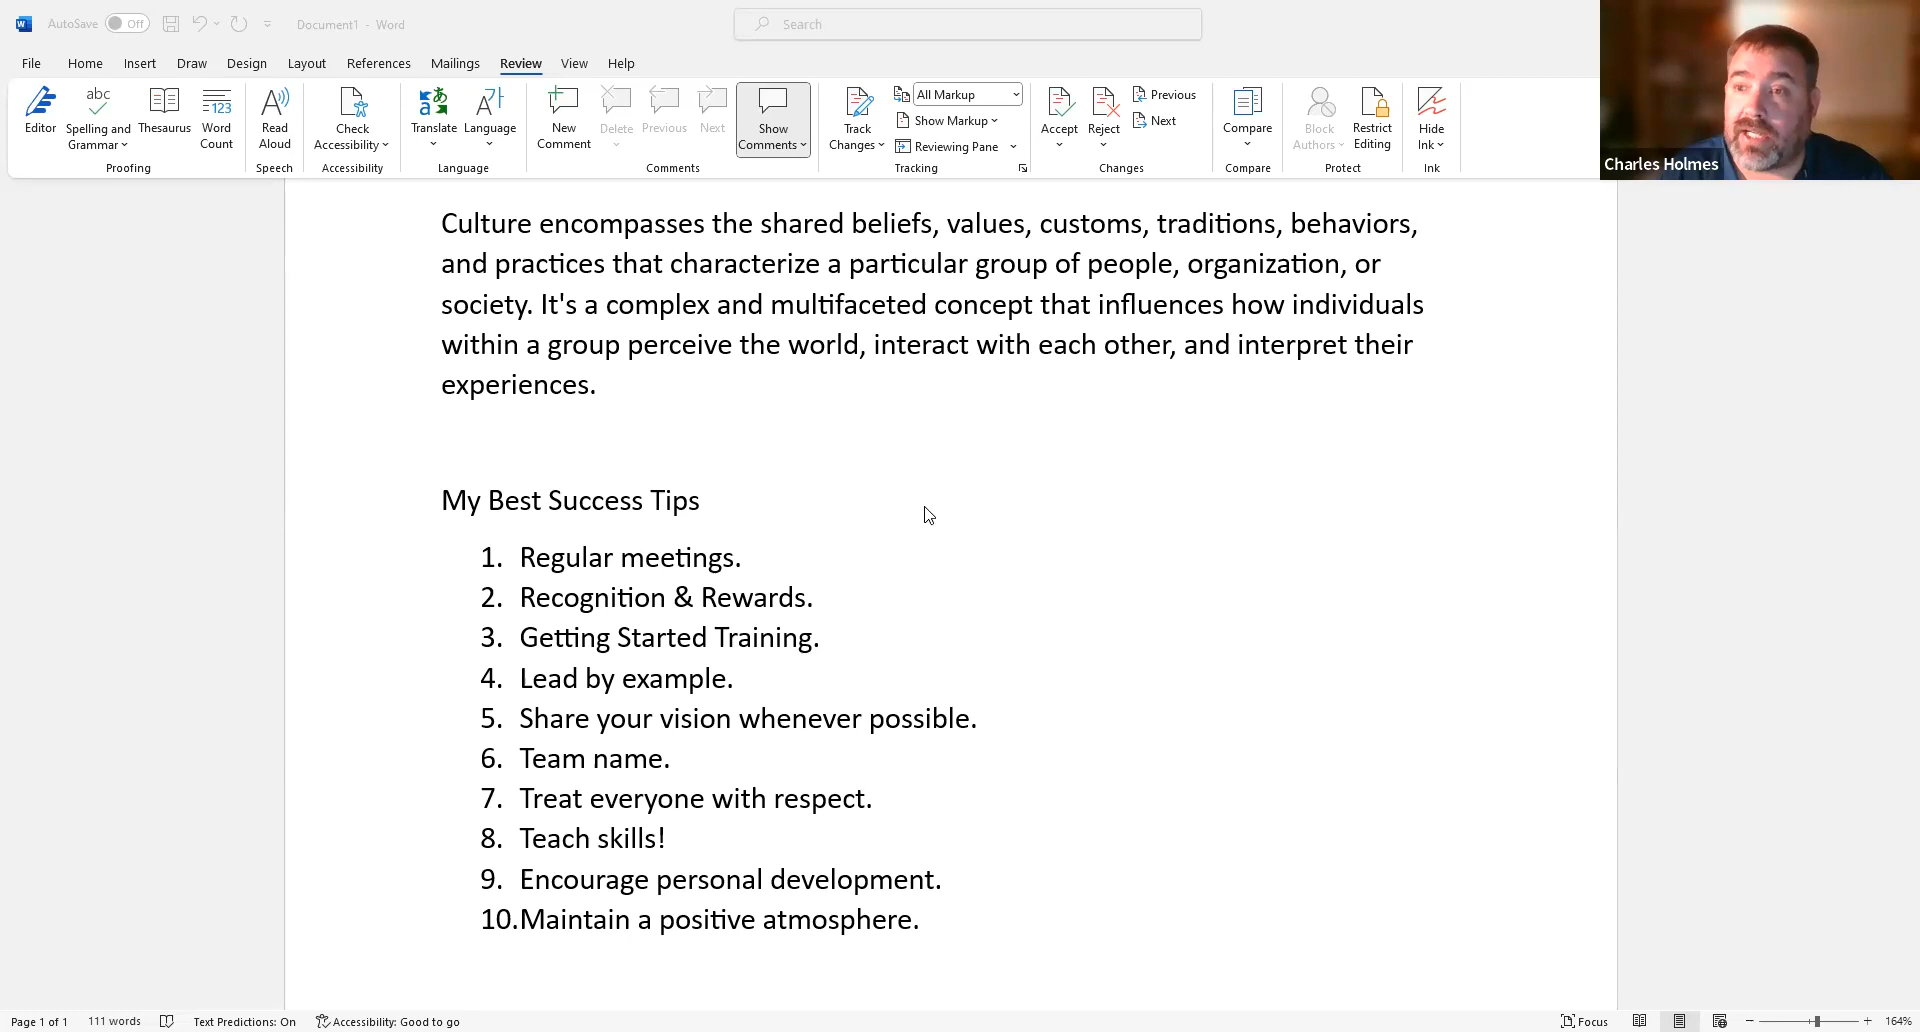 AutoSave Off Document1 - Word Search
File Home Insert Draw Design Layout References Mailings Review View Help
Editor
Spelling and Grammar
Thesaurus
Word Count
Proofing
Read Aloud
Speech
Check Accessibility
Accessibility
Translate
Language
Language
New Comment
Delete
Previous
Next
Show Comments
Comments
Track Changes
All Markup
Show Markup
Reviewing Pane
Tracking
Accept
Reject
Previous
Next
Changes
Compare
Compare
Block Authors
Restrict Editing
Protect
Hide Ink
Ink
Charles Holmes
Culture encompasses the shared beliefs, values, customs, traditions, behaviors,
and practices that characterize a particular group of people, organization, or
society. It's a complex and multifaceted concept that influences how individuals
within a group perceive the world, interact with each other, and interpret their
experiences.
My Best Success Tips
1. Regular meetings.
2. Recognition & Rewards.
3. Getting Started Training.
4. Lead by example.
5. Share your vision whenever possible.
6. Team name.
7. Treat everyone with respect.
8. Teach skills!
9. Encourage personal development.
10. Maintain a positive atmosphere.
Page 1 of 1 111 words Text Predictions: On Accessibility: Good to go Focus 164%